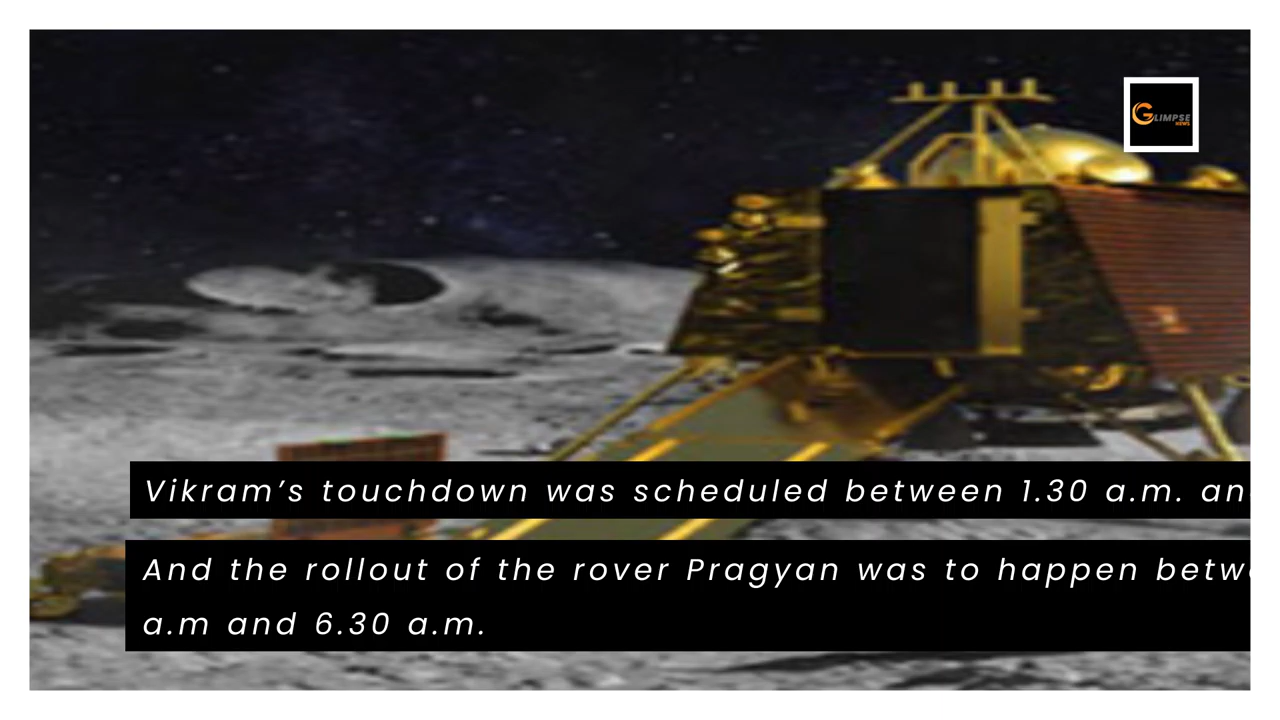 GLIMPSE
NEWS
Vikram’s touchdown was scheduled between 1.30 a.m.
And the rollout of the rover Pragyan was to happen
a.m and 6.30 a.m.